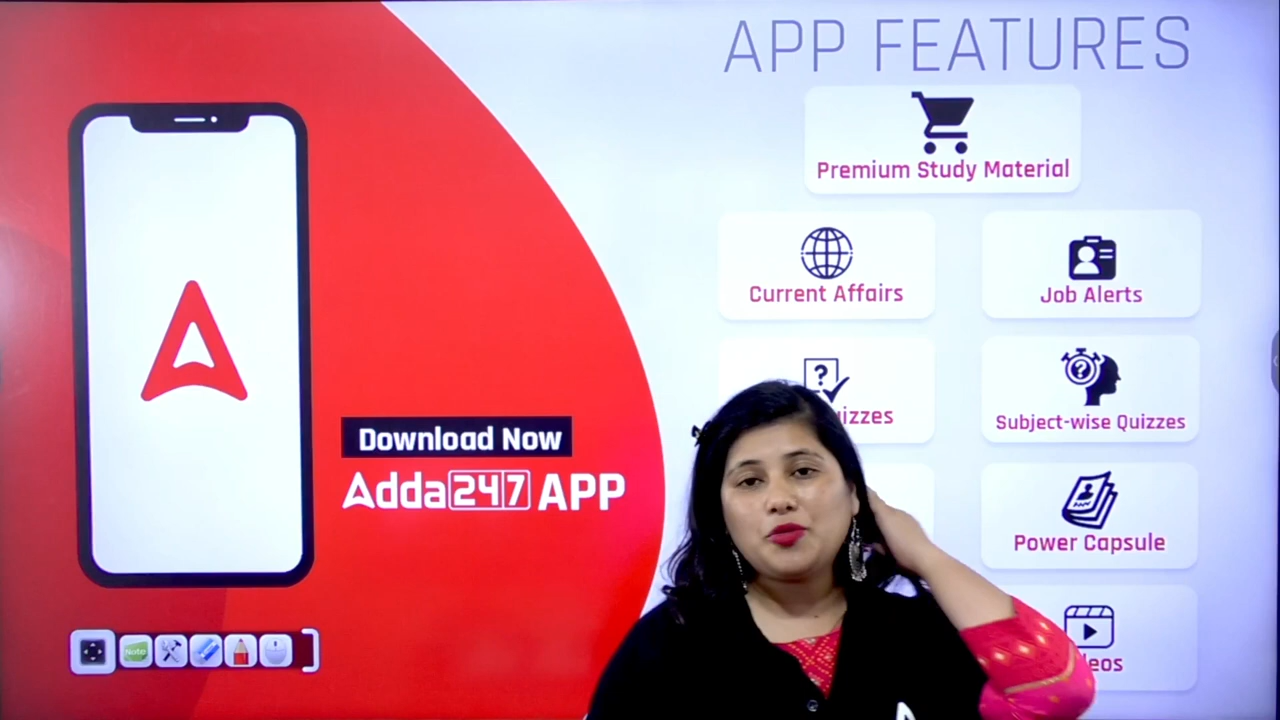 APP FEATURES
Premium Study Material
Current Affairs
Job Alerts
Subject-wise Quizzes
Download Now
Adda247 APP
Power Capsule
Note